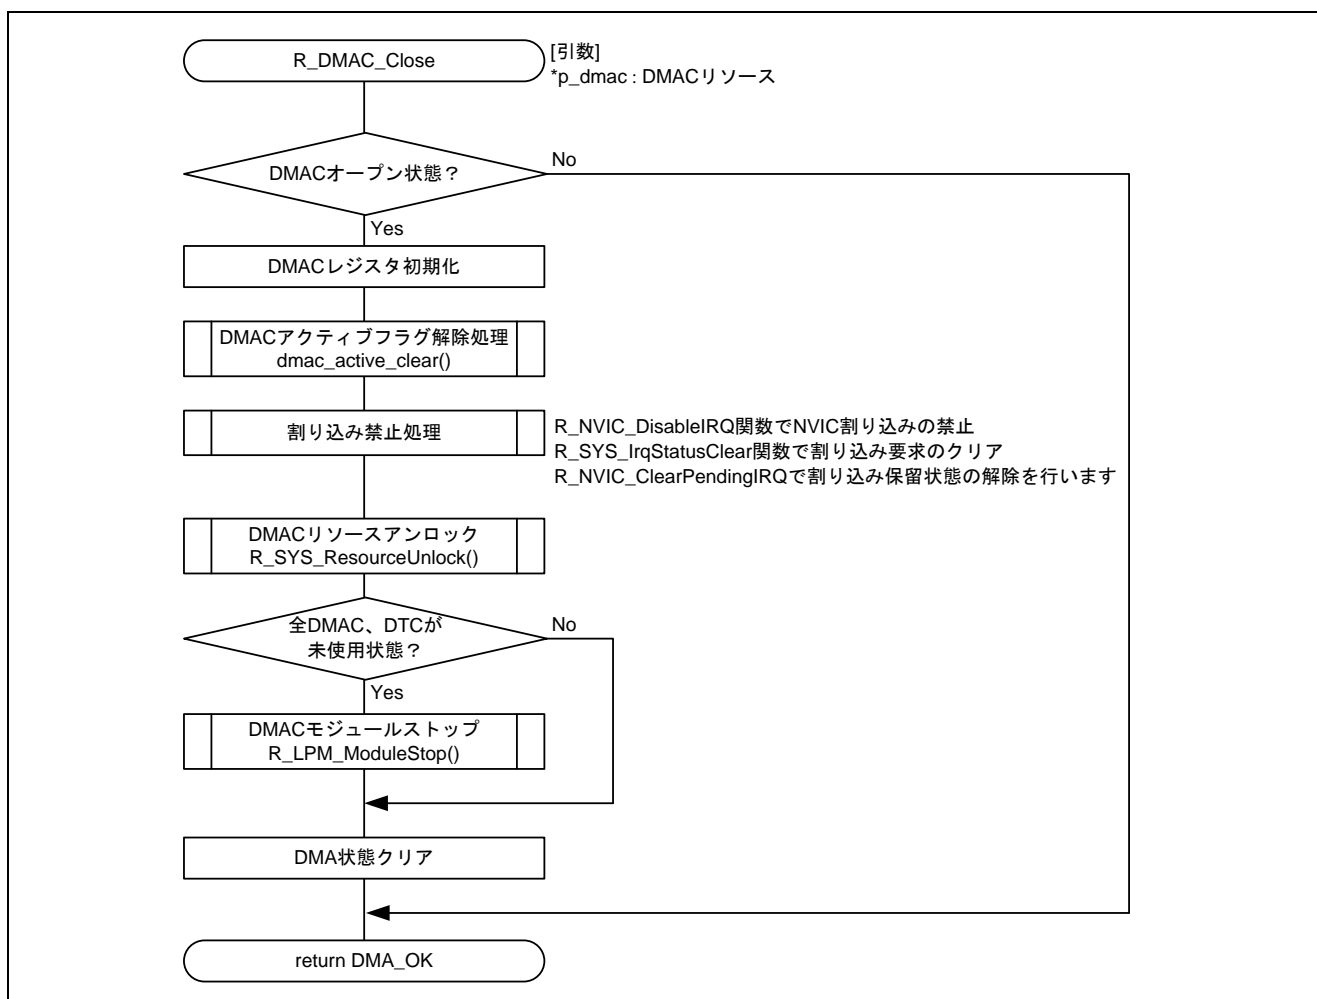 R_DMAC_Close
[引数]
*p_dmac : DMACリソース
DMACオープン状態？
No
Yes
DMACレジスタ初期化
DMACアクティブフラグ解除処理
dmac_active_clear()
割り込み禁止処理
R_NVIC_DisableIRQ関数でNVIC割り込みの禁止
R_SYS_IrqStatusClear関数で割り込み要求のクリア
R_NVIC_ClearPendingIRQで割り込み保留状態の解除を行います
DMACリソースアンロック
R_SYS_ResourceUnlock()
全DMAC、DTCが
未使用状態？
No
Yes
DMACモジュールストップ
R_LPM_ModuleStop()
DMA状態クリア
return DMA_OK